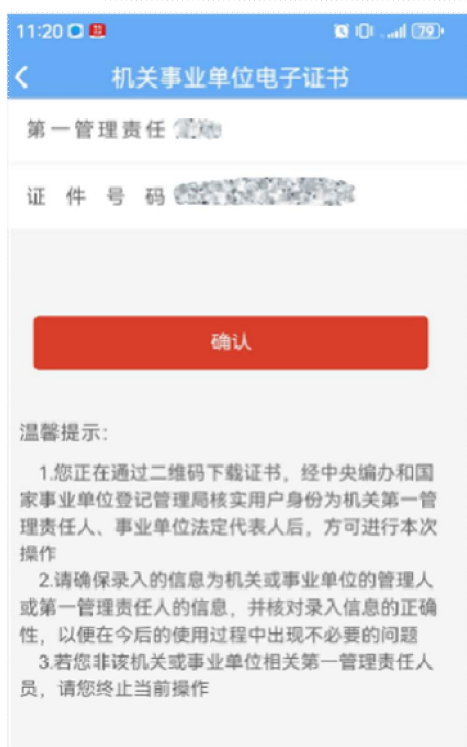 11:20
79
机关事业单位电子证书
第一管理责任
证件号码
确认
温馨提示:
1.您正在通过二维码下载证书，经中央编办和国
家事业单位登记管理局核实用户身份为机关第一管
理责任人、事业单位法定代表人后，方可进行本次
操作
2.请确保录入的信息为机关或事业单位的管理人
或第一管理责任人的信息，并核对录入信息的正确
性，以便在今后的使用过程中出现不必要的问题
3.若您非该机关或事业单位相关第一管理责任人
员，请您终止当前操作